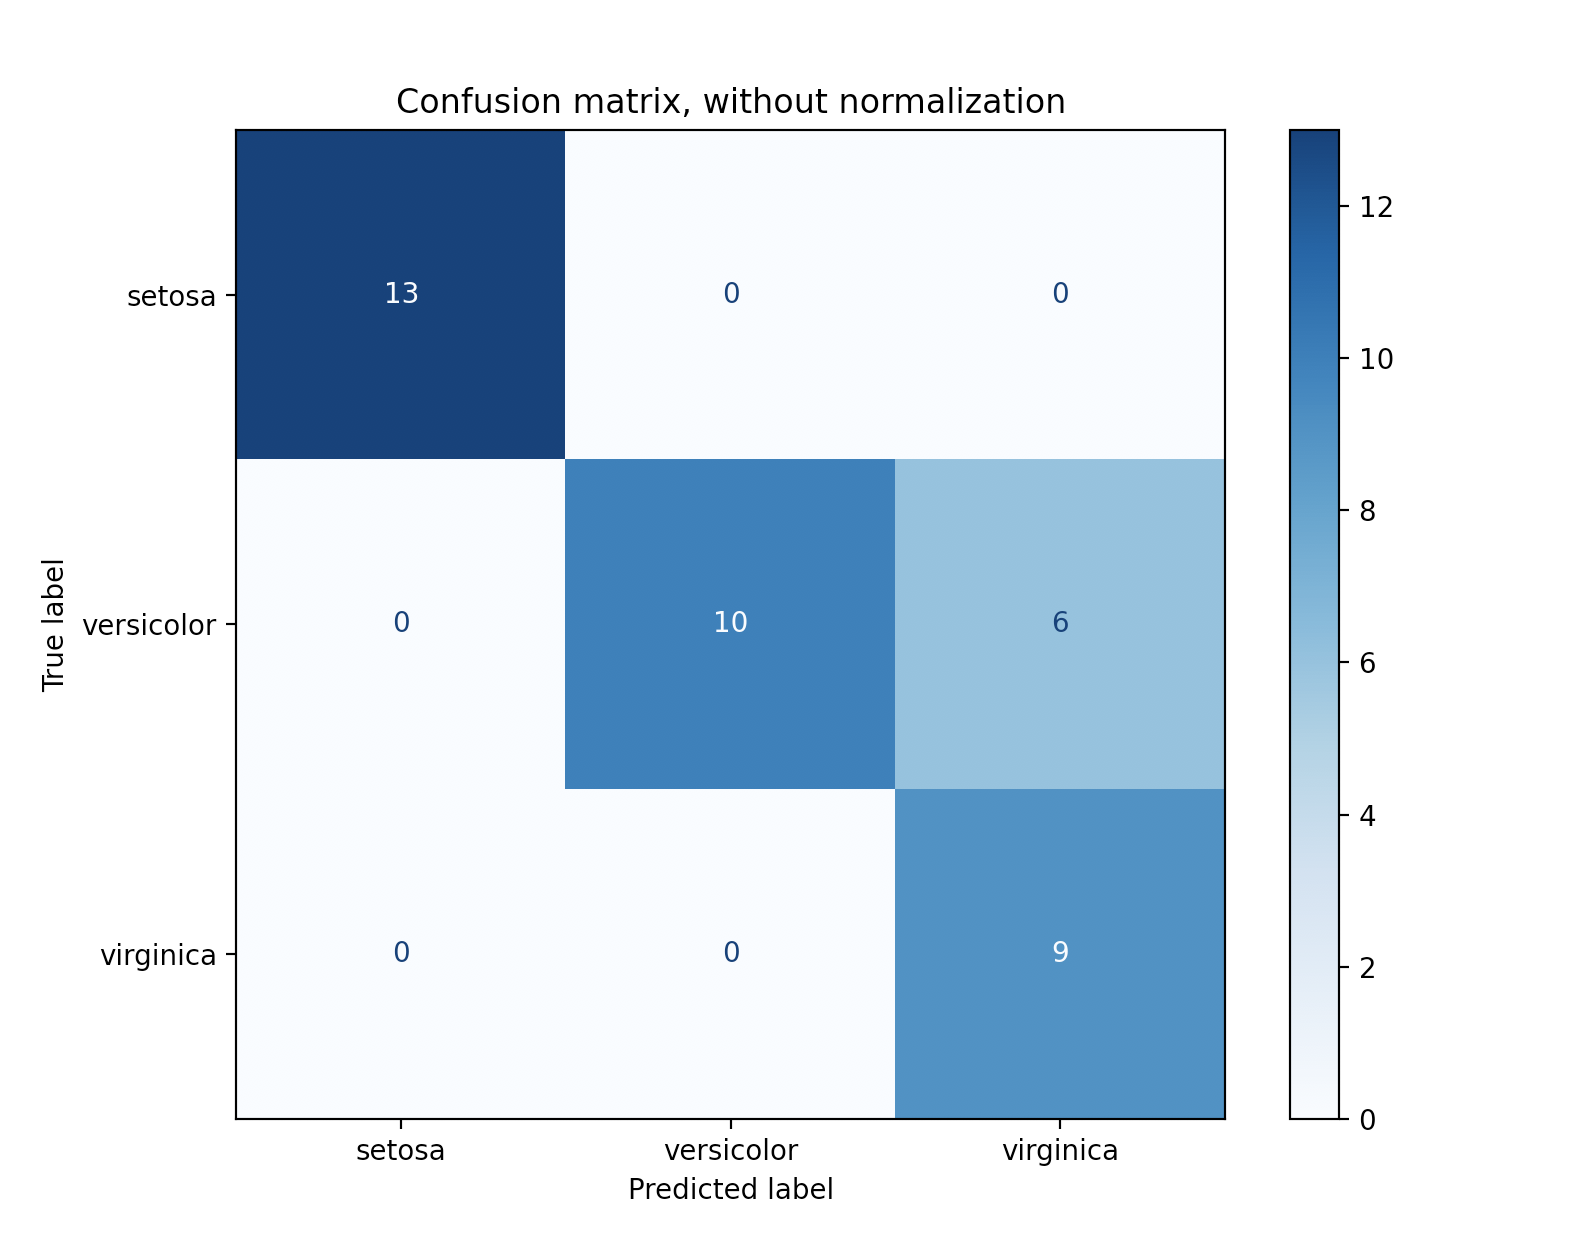 Confusion matrix, without normalization
setosa 13 0 0
versicolor 0 10 6
virginica 0 0 9
True label
setosa versicolor virginica
Predicted label
12
10
8
6
4
2
0